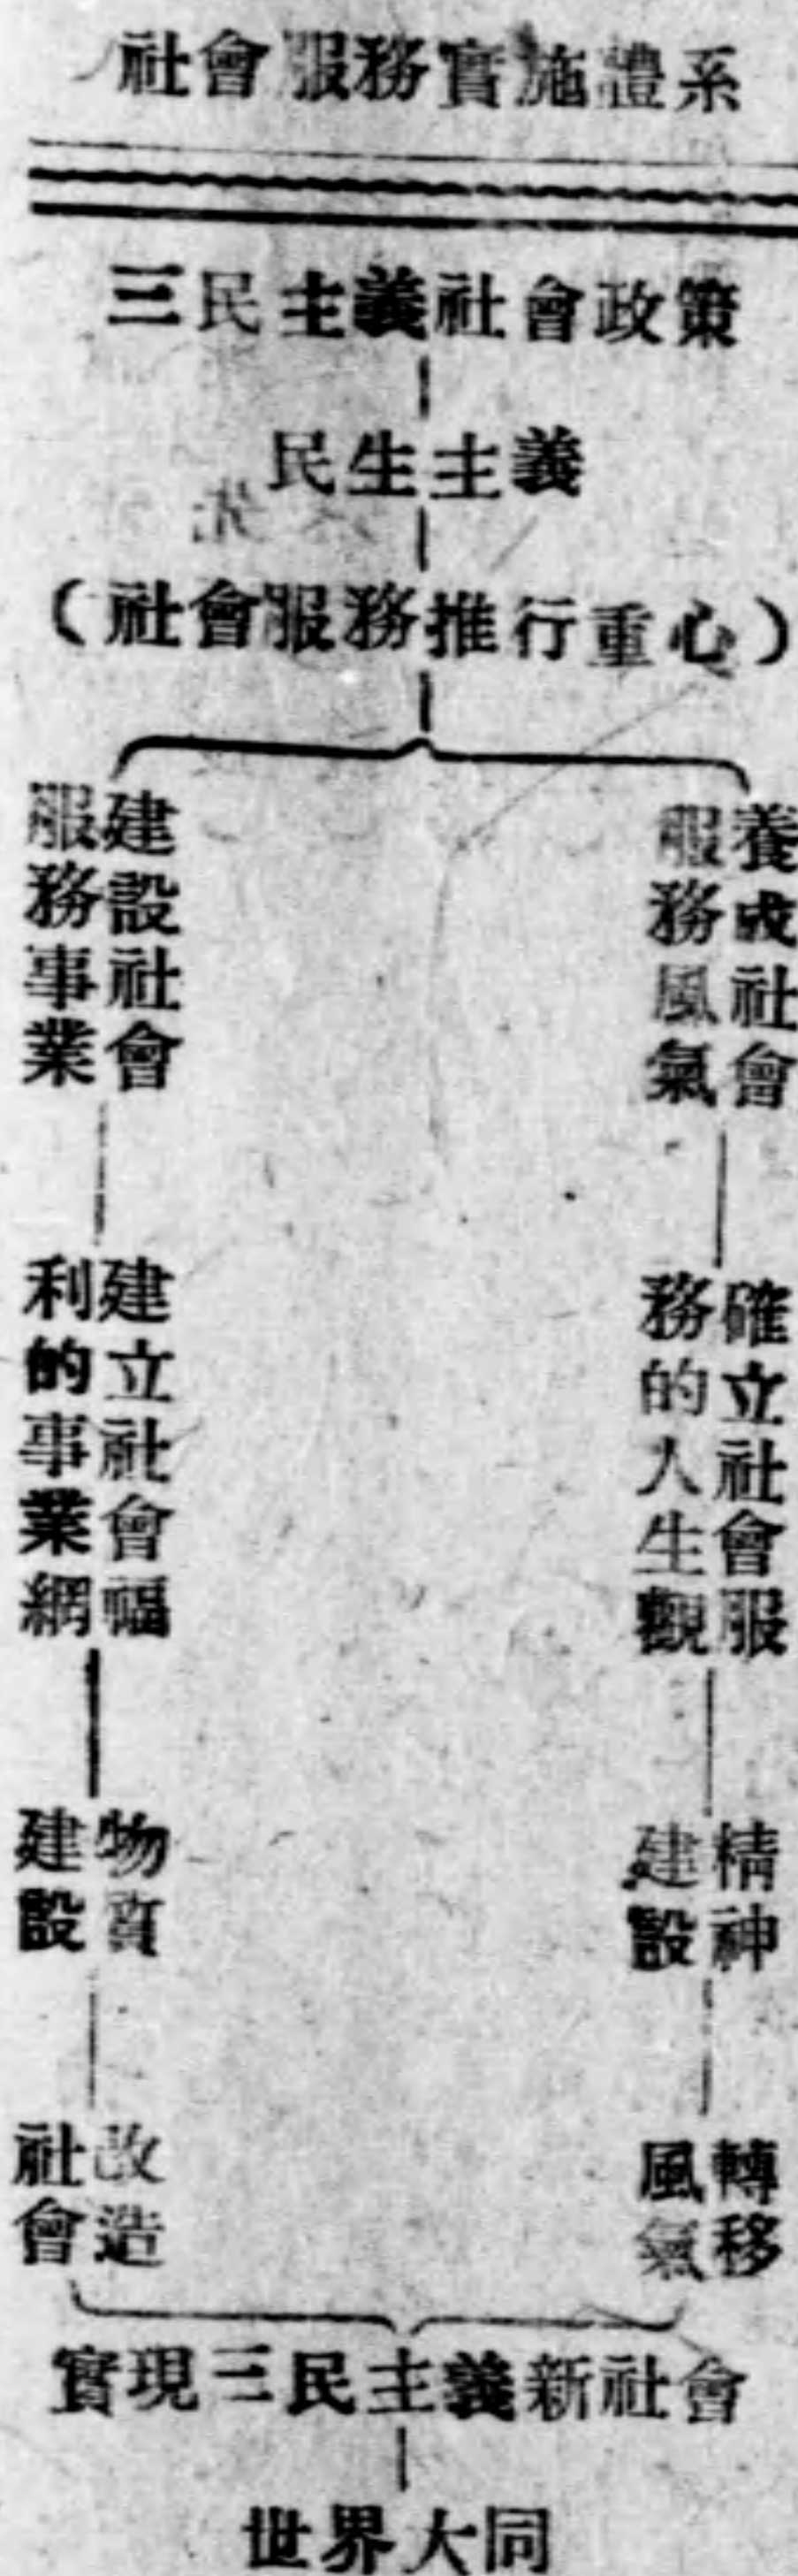 社會服務實施體系
三民主義社會政策
民生主義
(社會服務推行重心)
養成社會
服務風氣
確立社會服
務的人生觀
精神
建設
轉移
風氣
建設社會
服務事業
建立社會福
利的事業網
物質
建設
改造
社會
實現三民主義新社會
世界大同